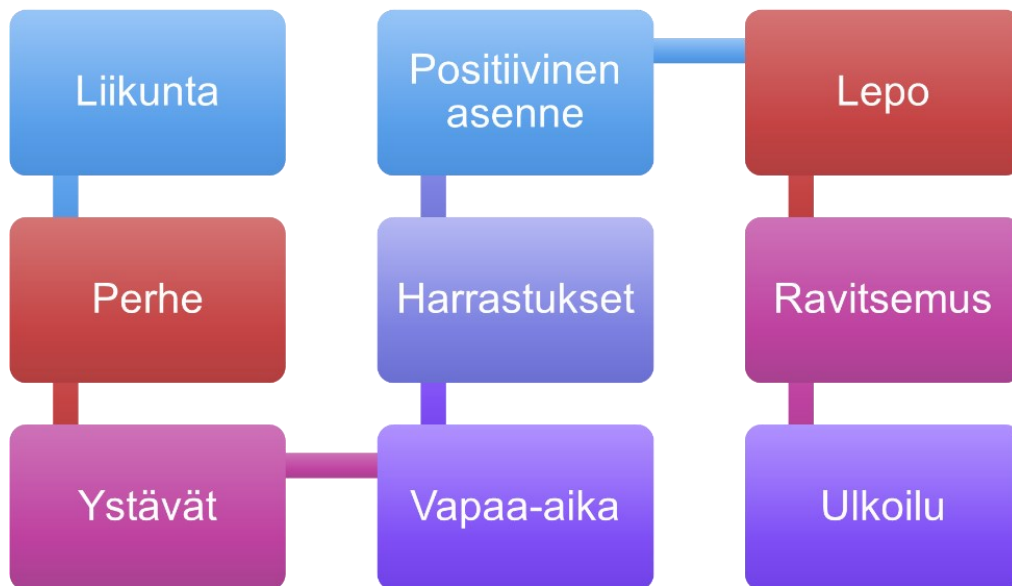 Liikunta
Perhe
Ystävät
Vapaa-aika
Harrastukset
Positiivinen
asenne
Lepo
Ravitsemus
Ulkoilu